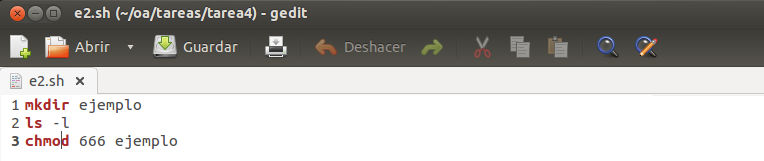 e2.sh (~/oa/tareas/tarea4) - gedit
Abrir Guardar Deshacer
e2.sh
1 mkdir ejemplo
2 ls -l
3 chmod 666 ejemplo